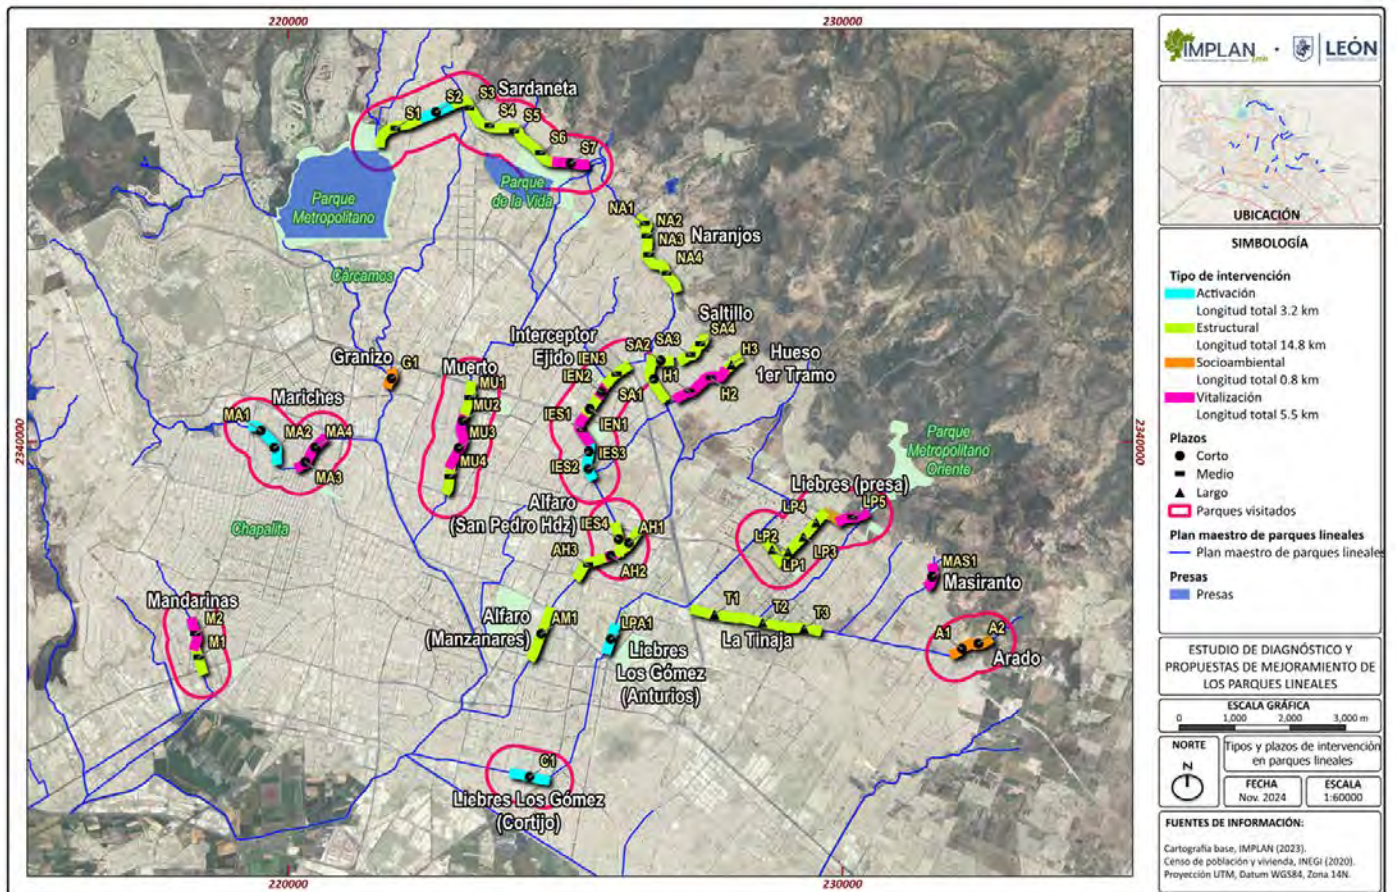 220000
230000
2340000
2340000
220000
230000
Sardaneta
S1
S2
S3
S4
S5
S6
S7
Parque
Metropolitano
Parque
de la Vida
Cárcamos
NA1
NA2
NA3
NA4
Naranjos
Saltillo
SA4
SA3
SA2
SA1
Interceptor
Ejido
IEN3
IEN2
IEN1
IES1
IES3
IES2
H1
H2
H3
Hueso
1er Tramo
Granizo
G1
Muerto
MU1
MU2
MU3
MU4
Mariches
MA1
MA2
MA4
MA3
Chapalita
Parque
Metropolitano
Oriente
Liebres (presa)
LP5
LP4
LP2
LP1
LP3
Alfaro
(San Pedro Hdz)
IES4
AH1
AH3
AH2
MAS1
Masiranto
Mandarinas
M2
M1
Alfaro
(Manzanares)
AM1
LPA1
Liebres
Los Gómez
(Anturios)
T1
T2
T3
La Tinaja
A1
A2
Arado
C1
Liebres Los Gómez
(Cortijo)
IMPLAN
León
LEÓN
UBICACIÓN
SIMBOLOGÍA
Tipo de intervención
Activación
Longitud total 3.2 km
Estructural
Longitud total 14.8 km
Socioambiental
Longitud total 0.8 km
Vitalización
Longitud total 5.5 km
Plazos
Corto
Medio
Largo
Parques visitados
Plan maestro de parques lineales
Plan maestro de parques lineales
Presas
Presas
ESTUDIO DE DIAGNÓSTICO Y
PROPUESTAS DE MEJORAMIENTO DE
LOS PARQUES LINEALES
ESCALA GRÁFICA
0 1,000 2,000 3,000 m
NORTE
N
Tipos y plazos de intervención
en parques lineales
FECHA
Nov. 2024
ESCALA
1:60000
FUENTES DE INFORMACIÓN:
Cartografía base, IMPLAN (2023).
Censo de población y vivienda, INEGI (2020).
Proyección UTM, Datum WGS84, Zona 14N.